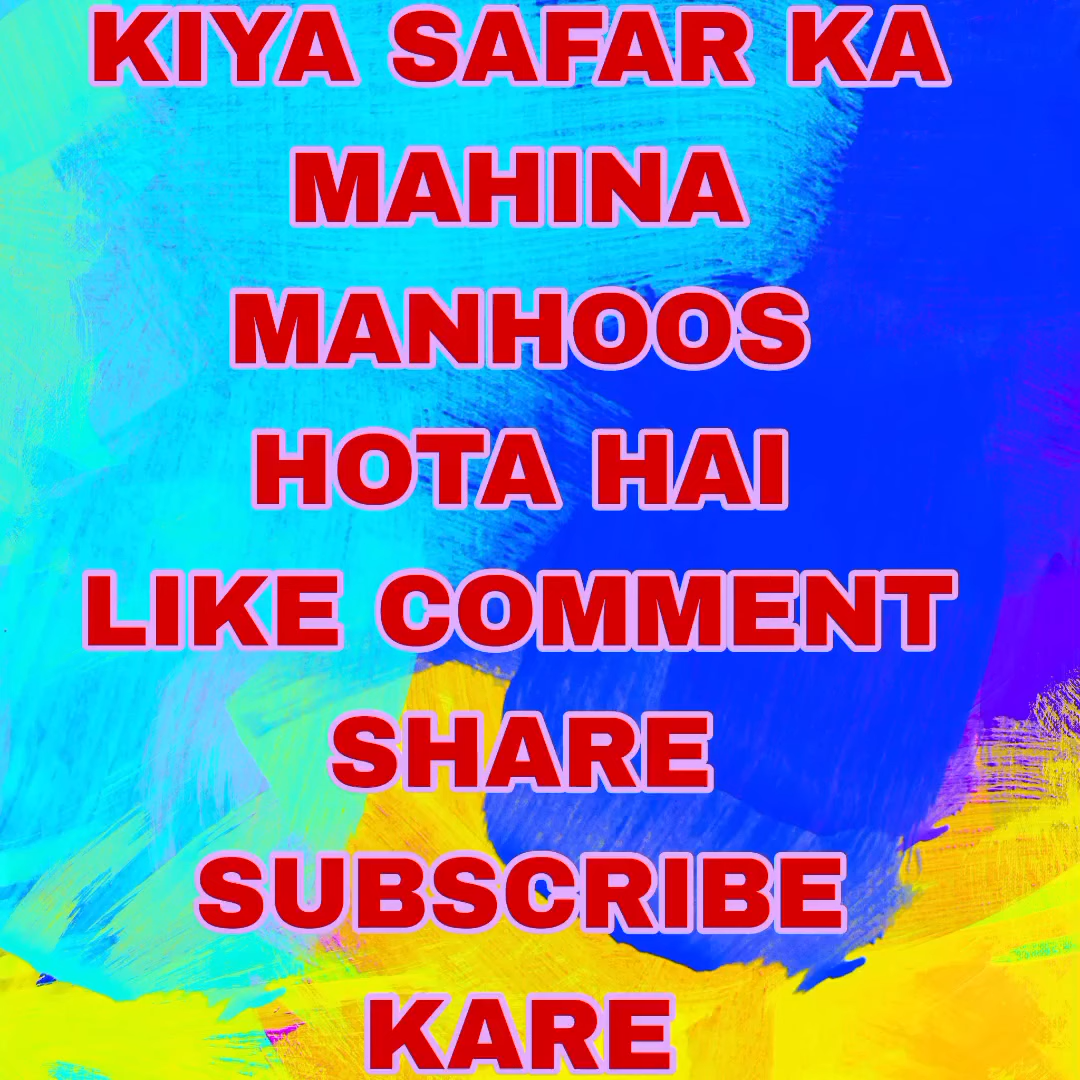 KIYA SAFAR KA
MAHINA
MANHOOS
HOTA HAI
LIKE COMMENT
SHARE
SUBSCRIBE
KARE